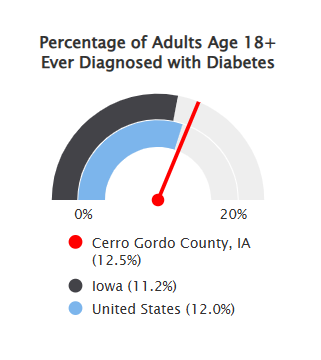 Percentage of Adults Age 18+
Ever Diagnosed with Diabetes
0%
20%
Cerro Gordo County, IA
(12.5%)
Iowa (11.2%)
United States (12.0%)